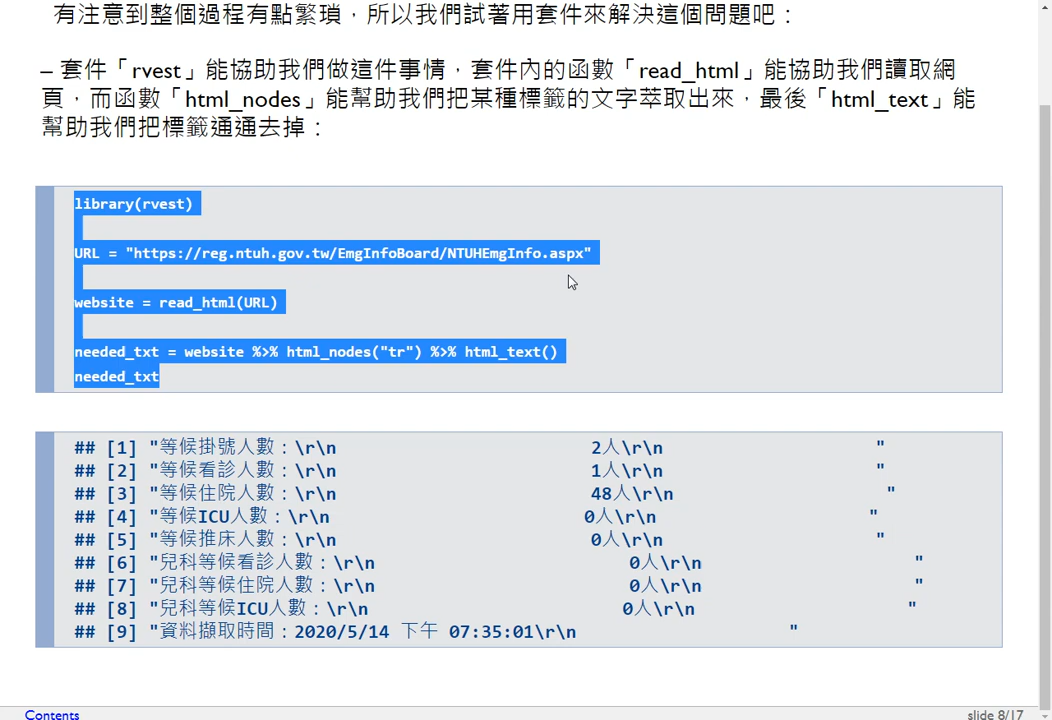 有注意到整個過程有點繁瑣，所以我們試著用套件來解決這個問題吧：
– 套件「rvest」能協助我們做這件事情，套件內的函數「read_html」能協助我們讀取網
頁，而函數「html_nodes」能幫助我們把某種標籤的文字萃取出來，最後「html_text」能
幫助我們把標籤通通去掉：
library(rvest)
URL = "https://reg.ntuh.gov.tw/EmgInfoBoard/NTUHEmgInfo.aspx"
website = read_html(URL)
needed_txt = website %>% html_nodes("tr") %>% html_text()
needed_txt
## [1] "等候掛號人數：\r\n                        2人\r\n                    "
## [2] "等候看診人數：\r\n                        1人\r\n                    "
## [3] "等候住院人數：\r\n                        48人\r\n                    "
## [4] "等候ICU人數：\r\n                        0人\r\n                    "
## [5] "等候推床人數：\r\n                        0人\r\n                    "
## [6] "兒科等候看診人數：\r\n                        0人\r\n                    "
## [7] "兒科等候住院人數：\r\n                        0人\r\n                    "
## [8] "兒科等候ICU人數：\r\n                        0人\r\n                    "
## [9] "資料擷取時間：2020/5/14 下午 07:35:01\r\n                    "
Contents
slide 8/17